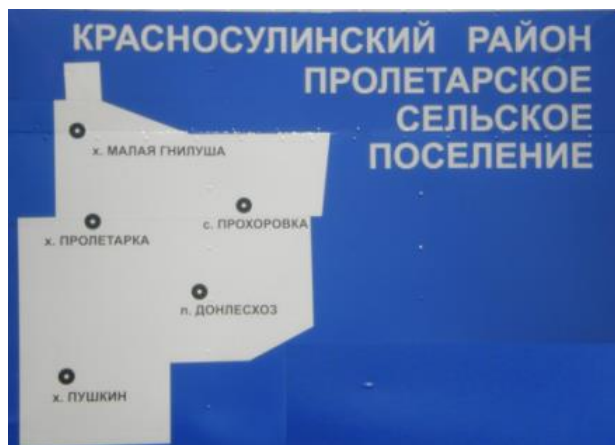 КРАСНОСУЛИНСКИЙ РАЙОН
ПРОЛЕТАРСКОЕ
СЕЛЬСКОЕ
ПОСЕЛЕНИЕ
х. МАЛАЯ ГНИЛУША
с. ПРОХОРОВКА
х. ПРОЛЕТАРКА
п. ДОНЛЕСХОЗ
х. ПУШКИН